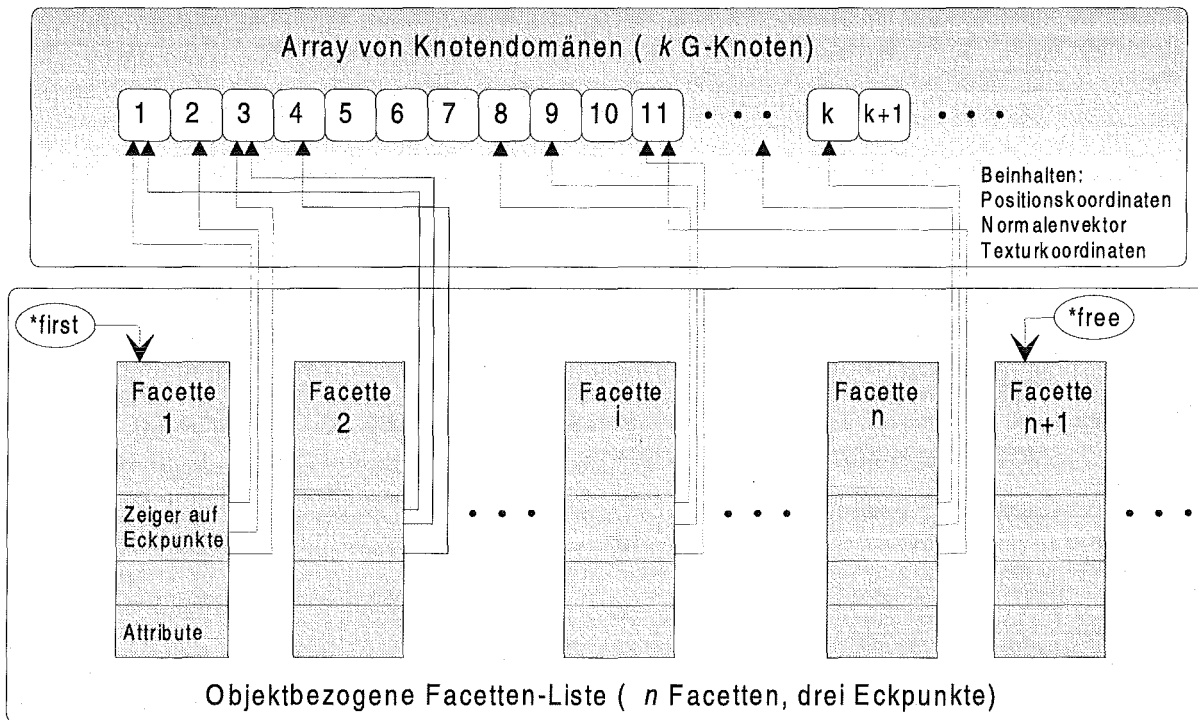 Array von Knotendomänen ( k G-Knoten)
1 2 3 4 5 6 7 8 9 10 11 • • • • k k+1 • • •
Beinhalten:
Positionskoordinaten
Normalenvektor
Texturkoordinaten
*first
*free
Facette
1
Facette
2
Facette
i
Facette
n
Facette
n+1
Zeiger auf
Eckpunkte
• • • • • • • • •
Attribute
Objektbezogene Facetten-Liste ( n Facetten, drei Eckpunkte)